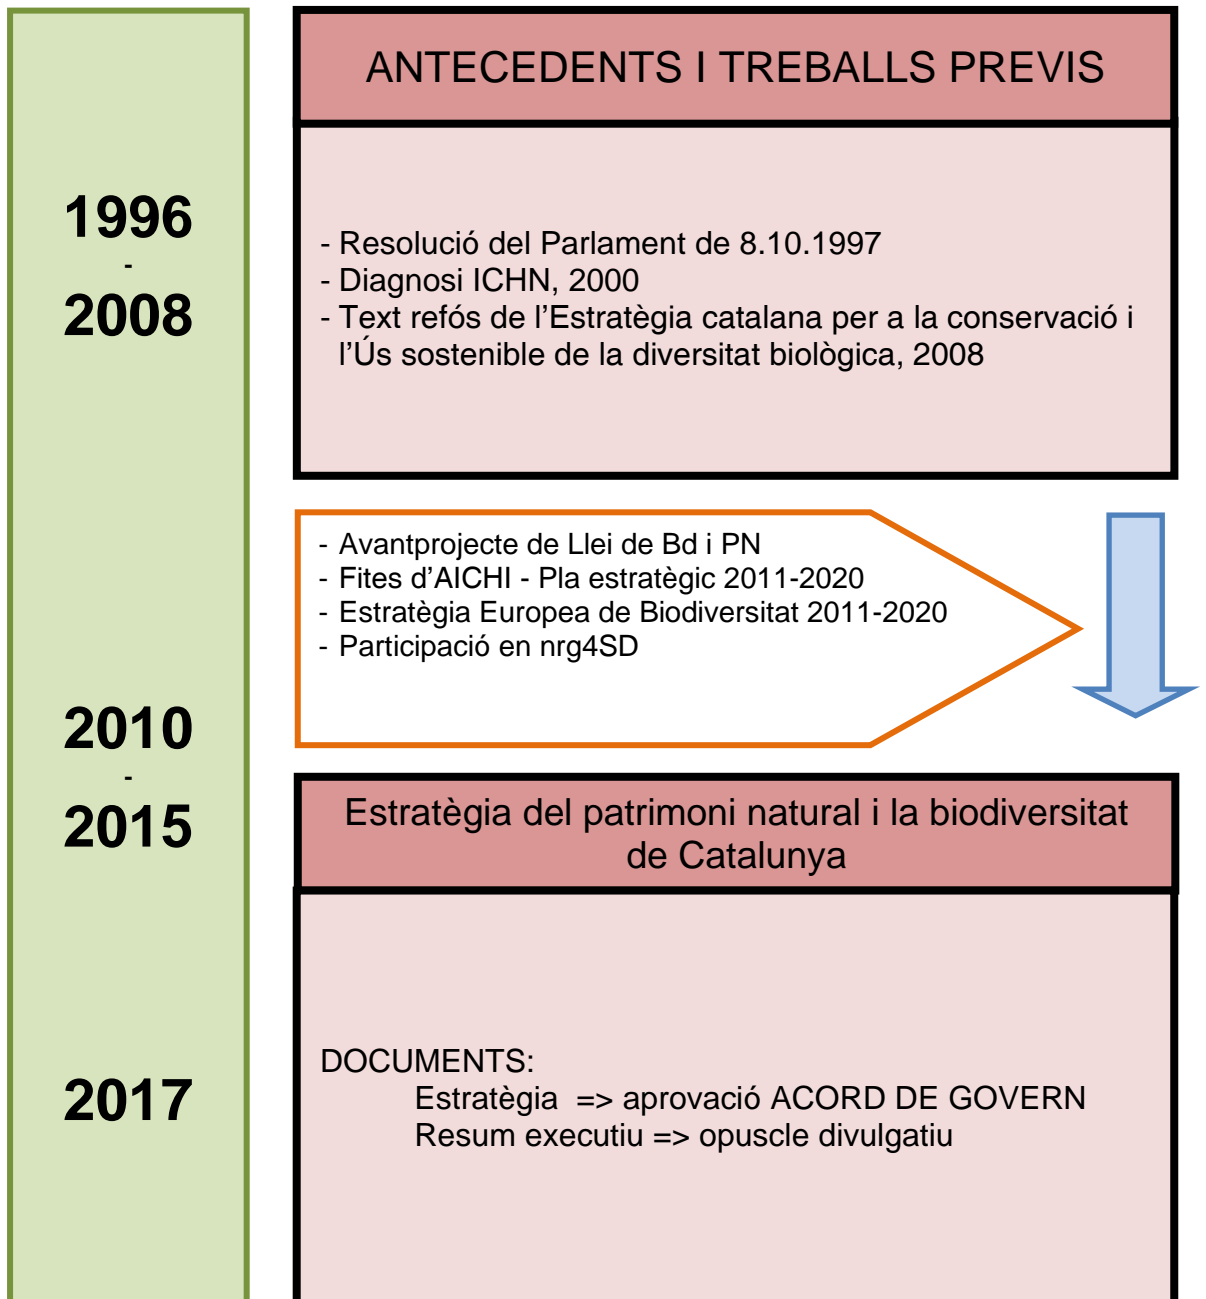 ANTECEDENTS I TREBALLS PREVIS
1996
-
2008
- Resolució del Parlament de 8.10.1997
- Diagnosi ICHN, 2000
- Text refós de l’Estratègia catalana per a la conservació i
l’Ús sostenible de la diversitat biològica, 2008
- Avantprojecte de Llei de Bd i PN
- Fites d’AICHI - Pla estratègic 2011-2020
- Estratègia Europea de Biodiversitat 2011-2020
- Participació en nrg4SD
2010
-
2015
Estratègia del patrimoni natural i la biodiversitat
de Catalunya
2017
DOCUMENTS:
Estratègia => aprovació ACORD DE GOVERN
Resum executiu => opuscle divulgatiu